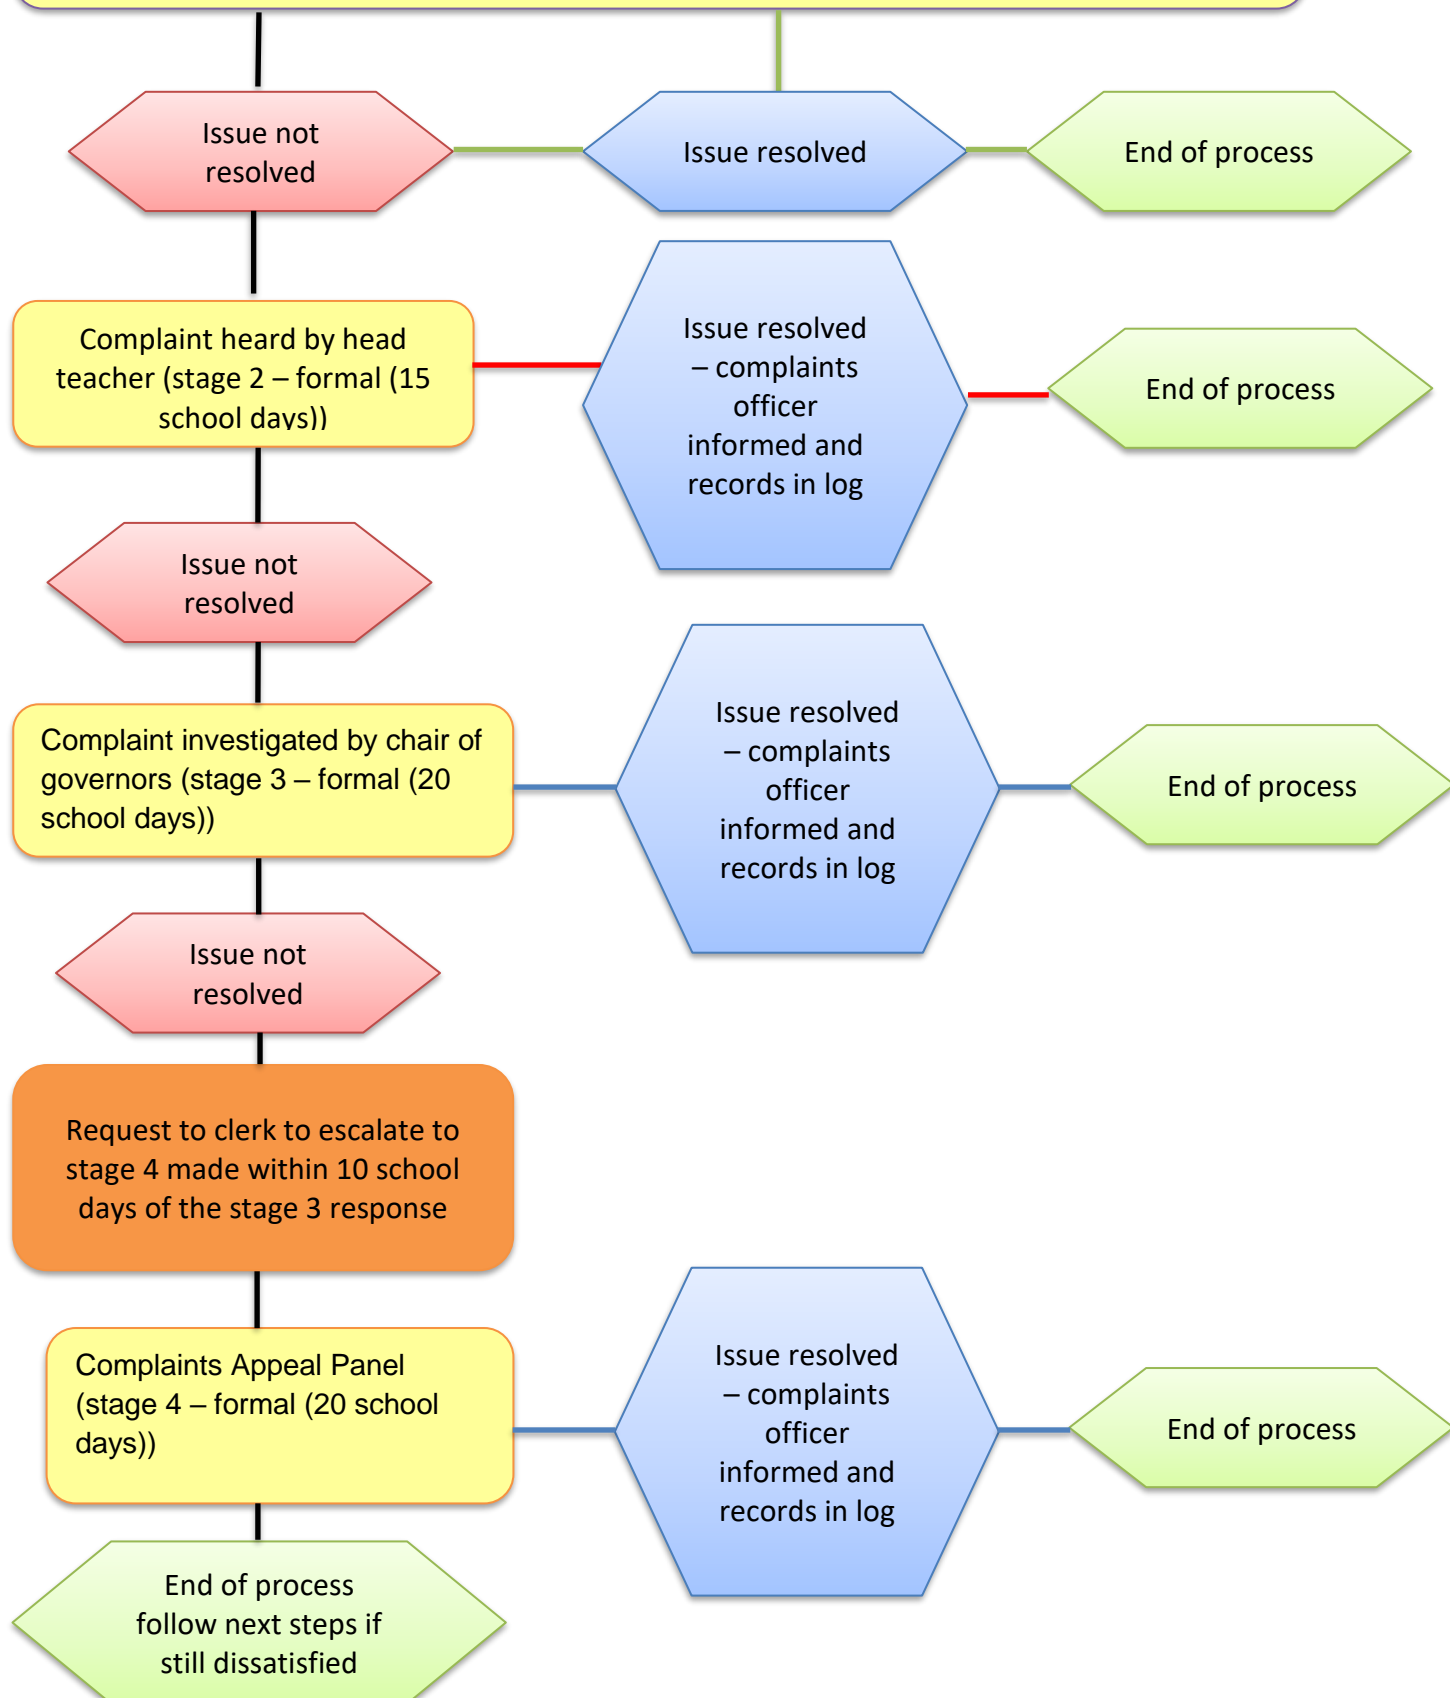 Issue not
resolved
Issue resolved
End of process
Complaint heard by head
teacher (stage 2 – formal (15
school days))
Issue resolved
– complaints
officer
informed and
records in log
End of process
Issue not
resolved
Complaint investigated by chair of
governors (stage 3 – formal (20
school days))
Issue resolved
– complaints
officer
informed and
records in log
End of process
Issue not
resolved
Request to clerk to escalate to
stage 4 made within 10 school
days of the stage 3 response
Complaints Appeal Panel
(stage 4 – formal (20 school
days))
Issue resolved
– complaints
officer
informed and
records in log
End of process
End of process
follow next steps if
still dissatisfied